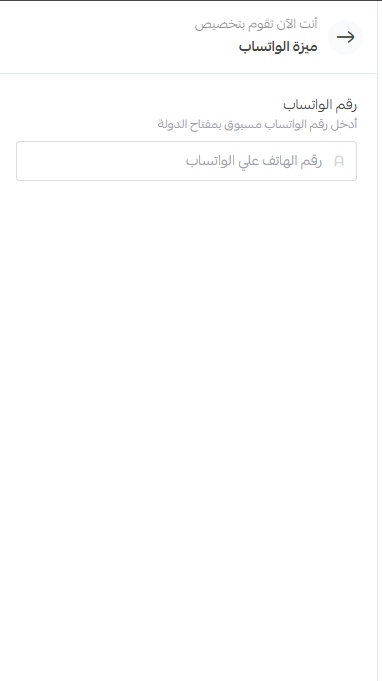 أنت الآن تقوم بتخصيص
ميزة الواتساب
رقم الواتساب
أدخل رقم الواتساب مسبوق بمفتاح الدولة
رقم الهاتف علي الواتساب